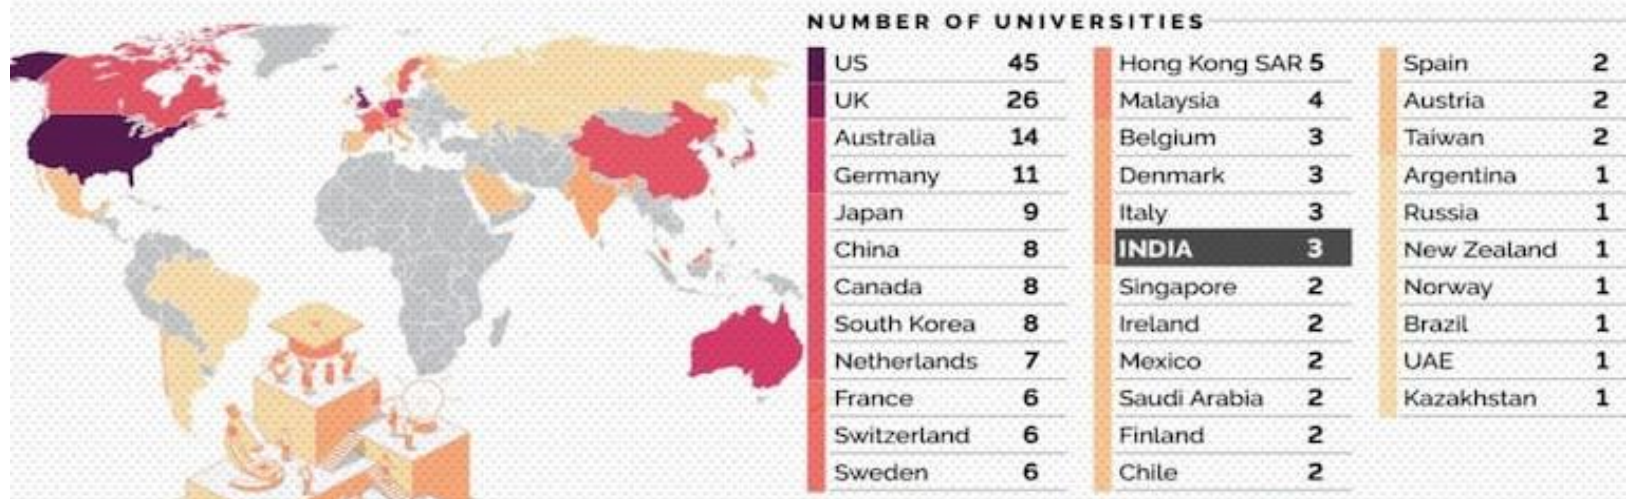 NUMBER OF UNIVERSITIES
US 45
UK 26
Australia 14
Germany 11
Japan 9
China 8
Canada 8
South Korea 8
Netherlands 7
France 6
Switzerland 6
Sweden 6
Hong Kong SAR 5
Malaysia 4
Belgium 3
Denmark 3
Italy 3
INDIA 3
Singapore 2
Ireland 2
Mexico 2
Saudi Arabia 2
Finland 2
Chile 2
Spain 2
Austria 2
Taiwan 2
Argentina 1
Russia 1
New Zealand 1
Norway 1
Brazil 1
UAE 1
Kazakhstan 1